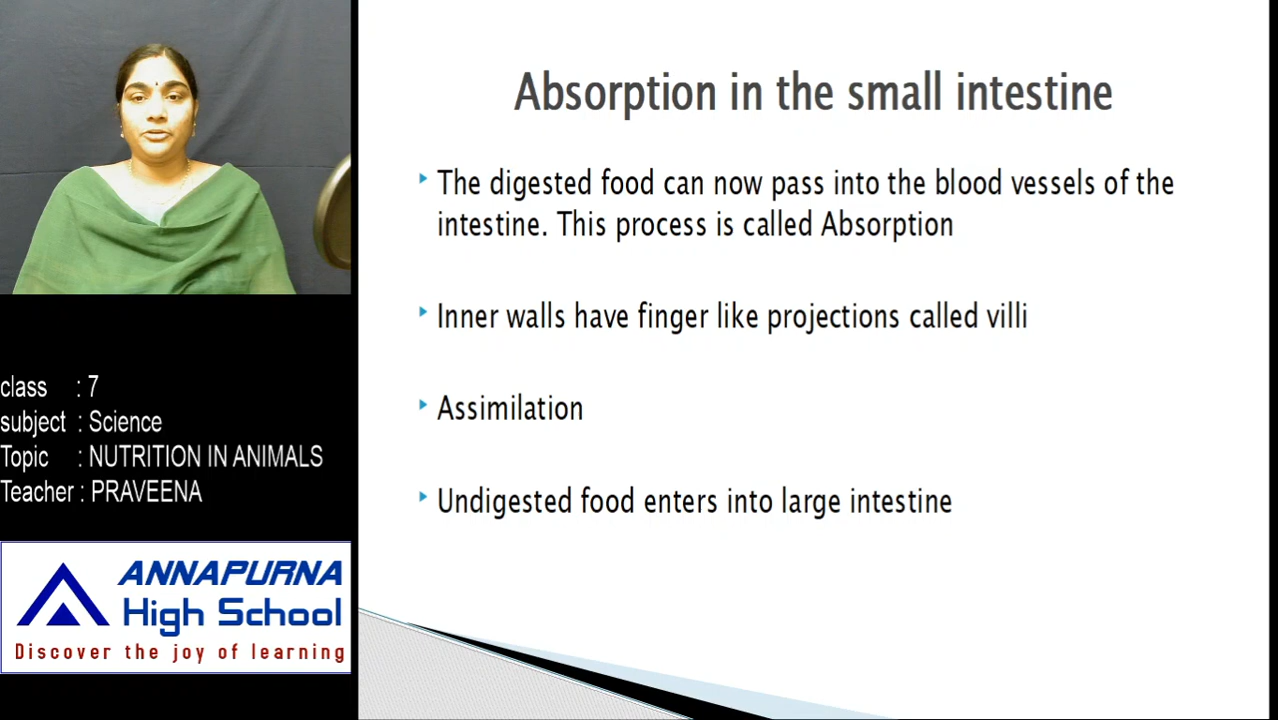 Absorption in the small intestine
The digested food can now pass into the blood vessels of the
intestine. This process is called Absorption
Inner walls have finger like projections called villi
Assimilation
Undigested food enters into large intestine
class : 7
subject : Science
Topic : NUTRITION IN ANIMALS
Teacher : PRAVEENA
ANNAPURNA
High School
Discover the joy of learning